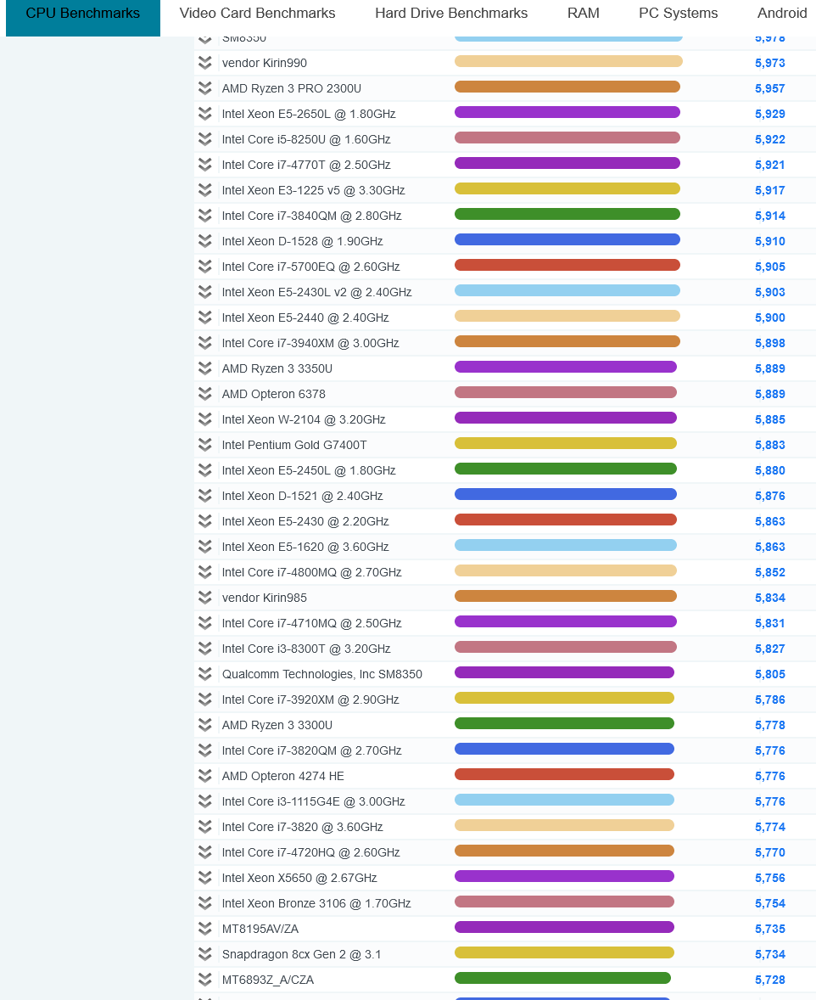 CPU Benchmarks Video Card Benchmarks Hard Drive Benchmarks RAM PC Systems Android
SM8350 5,978
vendor Kirin990 5,973
AMD Ryzen 3 PRO 2300U 5,957
Intel Xeon E5-2650L @ 1.80GHz 5,929
Intel Core i5-8250U @ 1.60GHz 5,922
Intel Core i7-4770T @ 2.50GHz 5,921
Intel Xeon E3-1225 v5 @ 3.30GHz 5,917
Intel Core i7-3840QM @ 2.80GHz 5,914
Intel Xeon D-1528 @ 1.90GHz 5,910
Intel Core i7-5700EQ @ 2.60GHz 5,905
Intel Xeon E5-2430L v2 @ 2.40GHz 5,903
Intel Xeon E5-2440 @ 2.40GHz 5,900
Intel Core i7-3940XM @ 3.00GHz 5,898
AMD Ryzen 3 3350U 5,889
AMD Opteron 6378 5,889
Intel Xeon W-2104 @ 3.20GHz 5,885
Intel Pentium Gold G7400T 5,883
Intel Xeon E5-2450L @ 1.80GHz 5,880
Intel Xeon D-1521 @ 2.40GHz 5,876
Intel Xeon E5-2430 @ 2.20GHz 5,863
Intel Xeon E5-1620 @ 3.60GHz 5,863
Intel Core i7-4800MQ @ 2.70GHz 5,852
vendor Kirin985 5,834
Intel Core i7-4710MQ @ 2.50GHz 5,831
Intel Core i3-8300T @ 3.20GHz 5,827
Qualcomm Technologies, Inc SM8350 5,805
Intel Core i7-3920XM @ 2.90GHz 5,786
AMD Ryzen 3 3300U 5,778
Intel Core i7-3820QM @ 2.70GHz 5,776
AMD Opteron 4274 HE 5,776
Intel Core i3-1115G4E @ 3.00GHz 5,776
Intel Core i7-3820 @ 3.60GHz 5,774
Intel Core i7-4720HQ @ 2.60GHz 5,770
Intel Xeon X5650 @ 2.67GHz 5,756
Intel Xeon Bronze 3106 @ 1.70GHz 5,754
MT8195AV/ZA 5,735
Snapdragon 8cx Gen 2 @ 3.1 5,734
MT6893Z_A/CZA 5,728